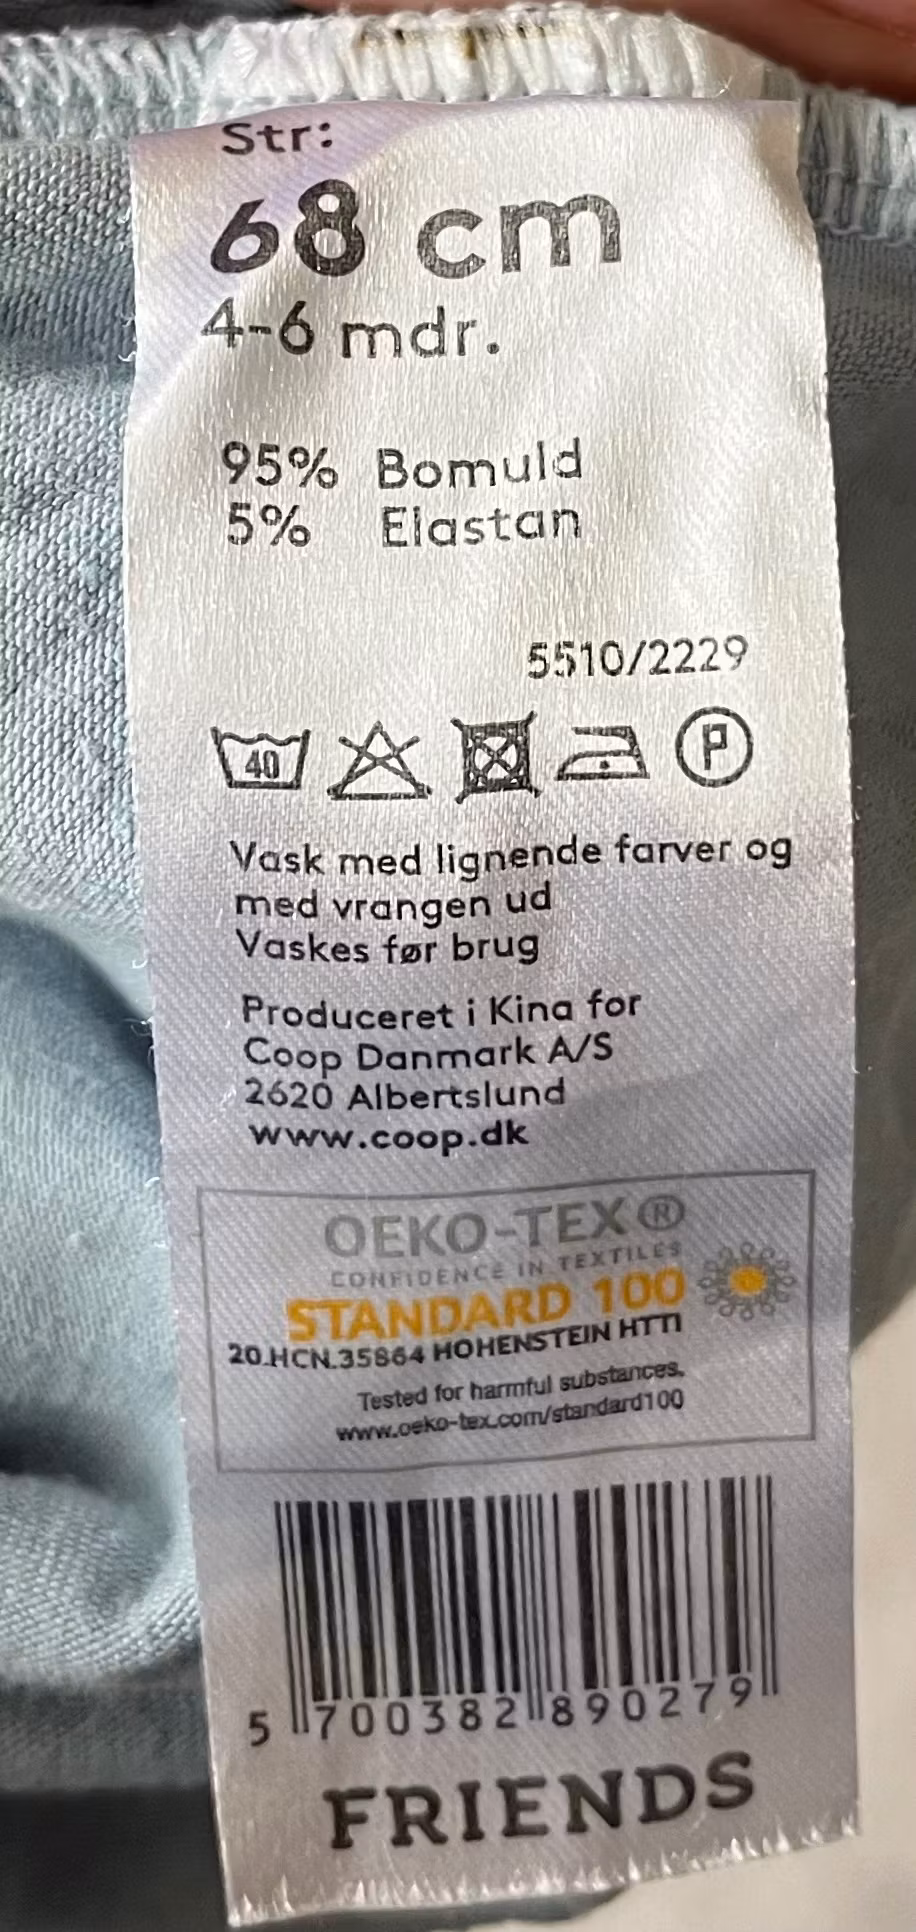 Str:
68 cm
4-6 mdr.
95% Bomuld
5% Elastan
5510/2229
40 P
Vask med lignende farver og
med vrangen ud
Vaskes før brug
Produceret i Kina for
Coop Danmark A/S
2620 Albertslund
www.coop.dk
OEKO-TEX®
CONFIDENCE IN TEXTILES
STANDARD 100
20.HCN.35864 HOHENSTEIN HTTI
Tested for harmful substances.
www.oeko-tex.com/standard100
5 700382 890279
FRIENDS